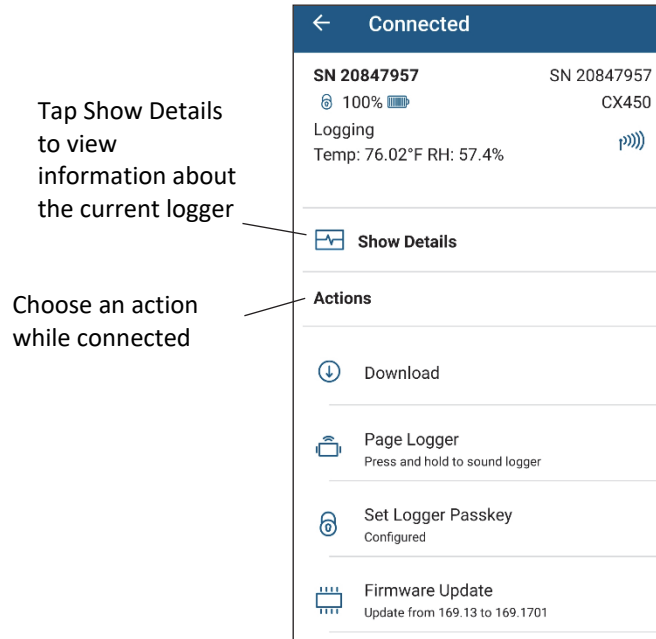 Connected
SN 20847957 SN 20847957
100% CX450
Logging
Temp: 76.02°F RH: 57.4%
Tap Show Details
to view
information about
the current logger
Show Details
Choose an action
while connected
Actions
Download
Page Logger
Press and hold to sound logger
Set Logger Passkey
Configured
Firmware Update
Update from 169.13 to 169.1701